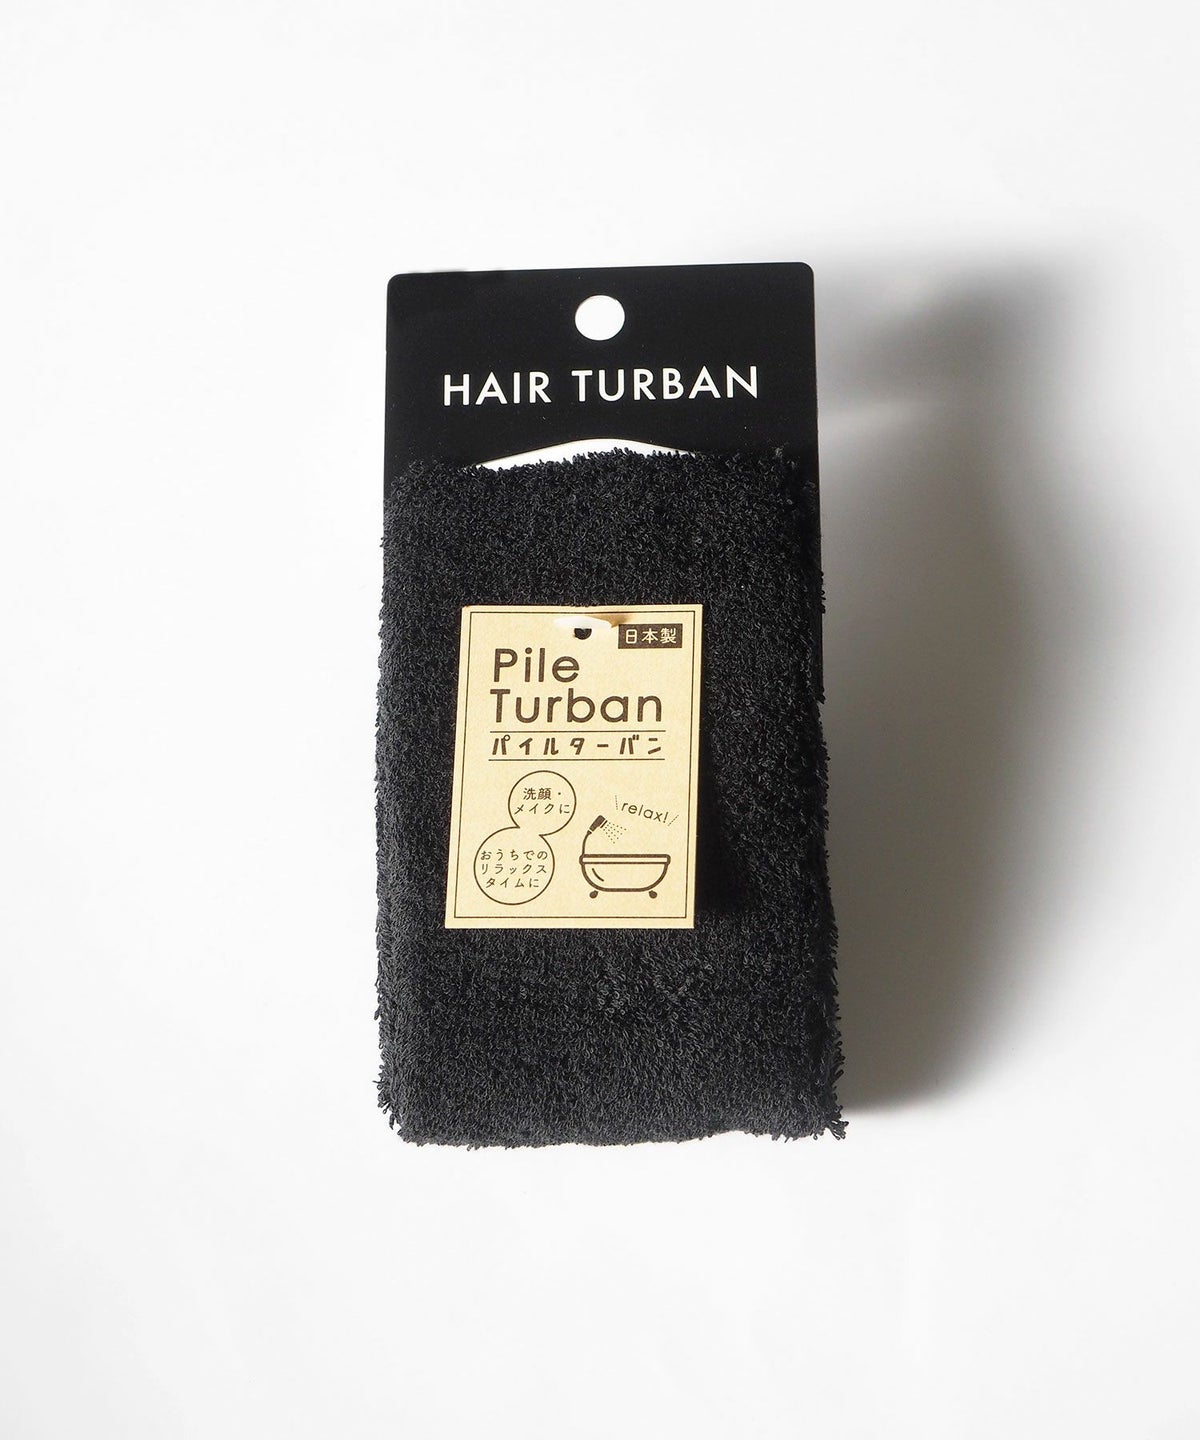 HAIR TURBAN
日本製
Pile
Turban
パイルターバン
洗顔・
メイクに
おうちでの
リラックス
タイムに
\relax!/